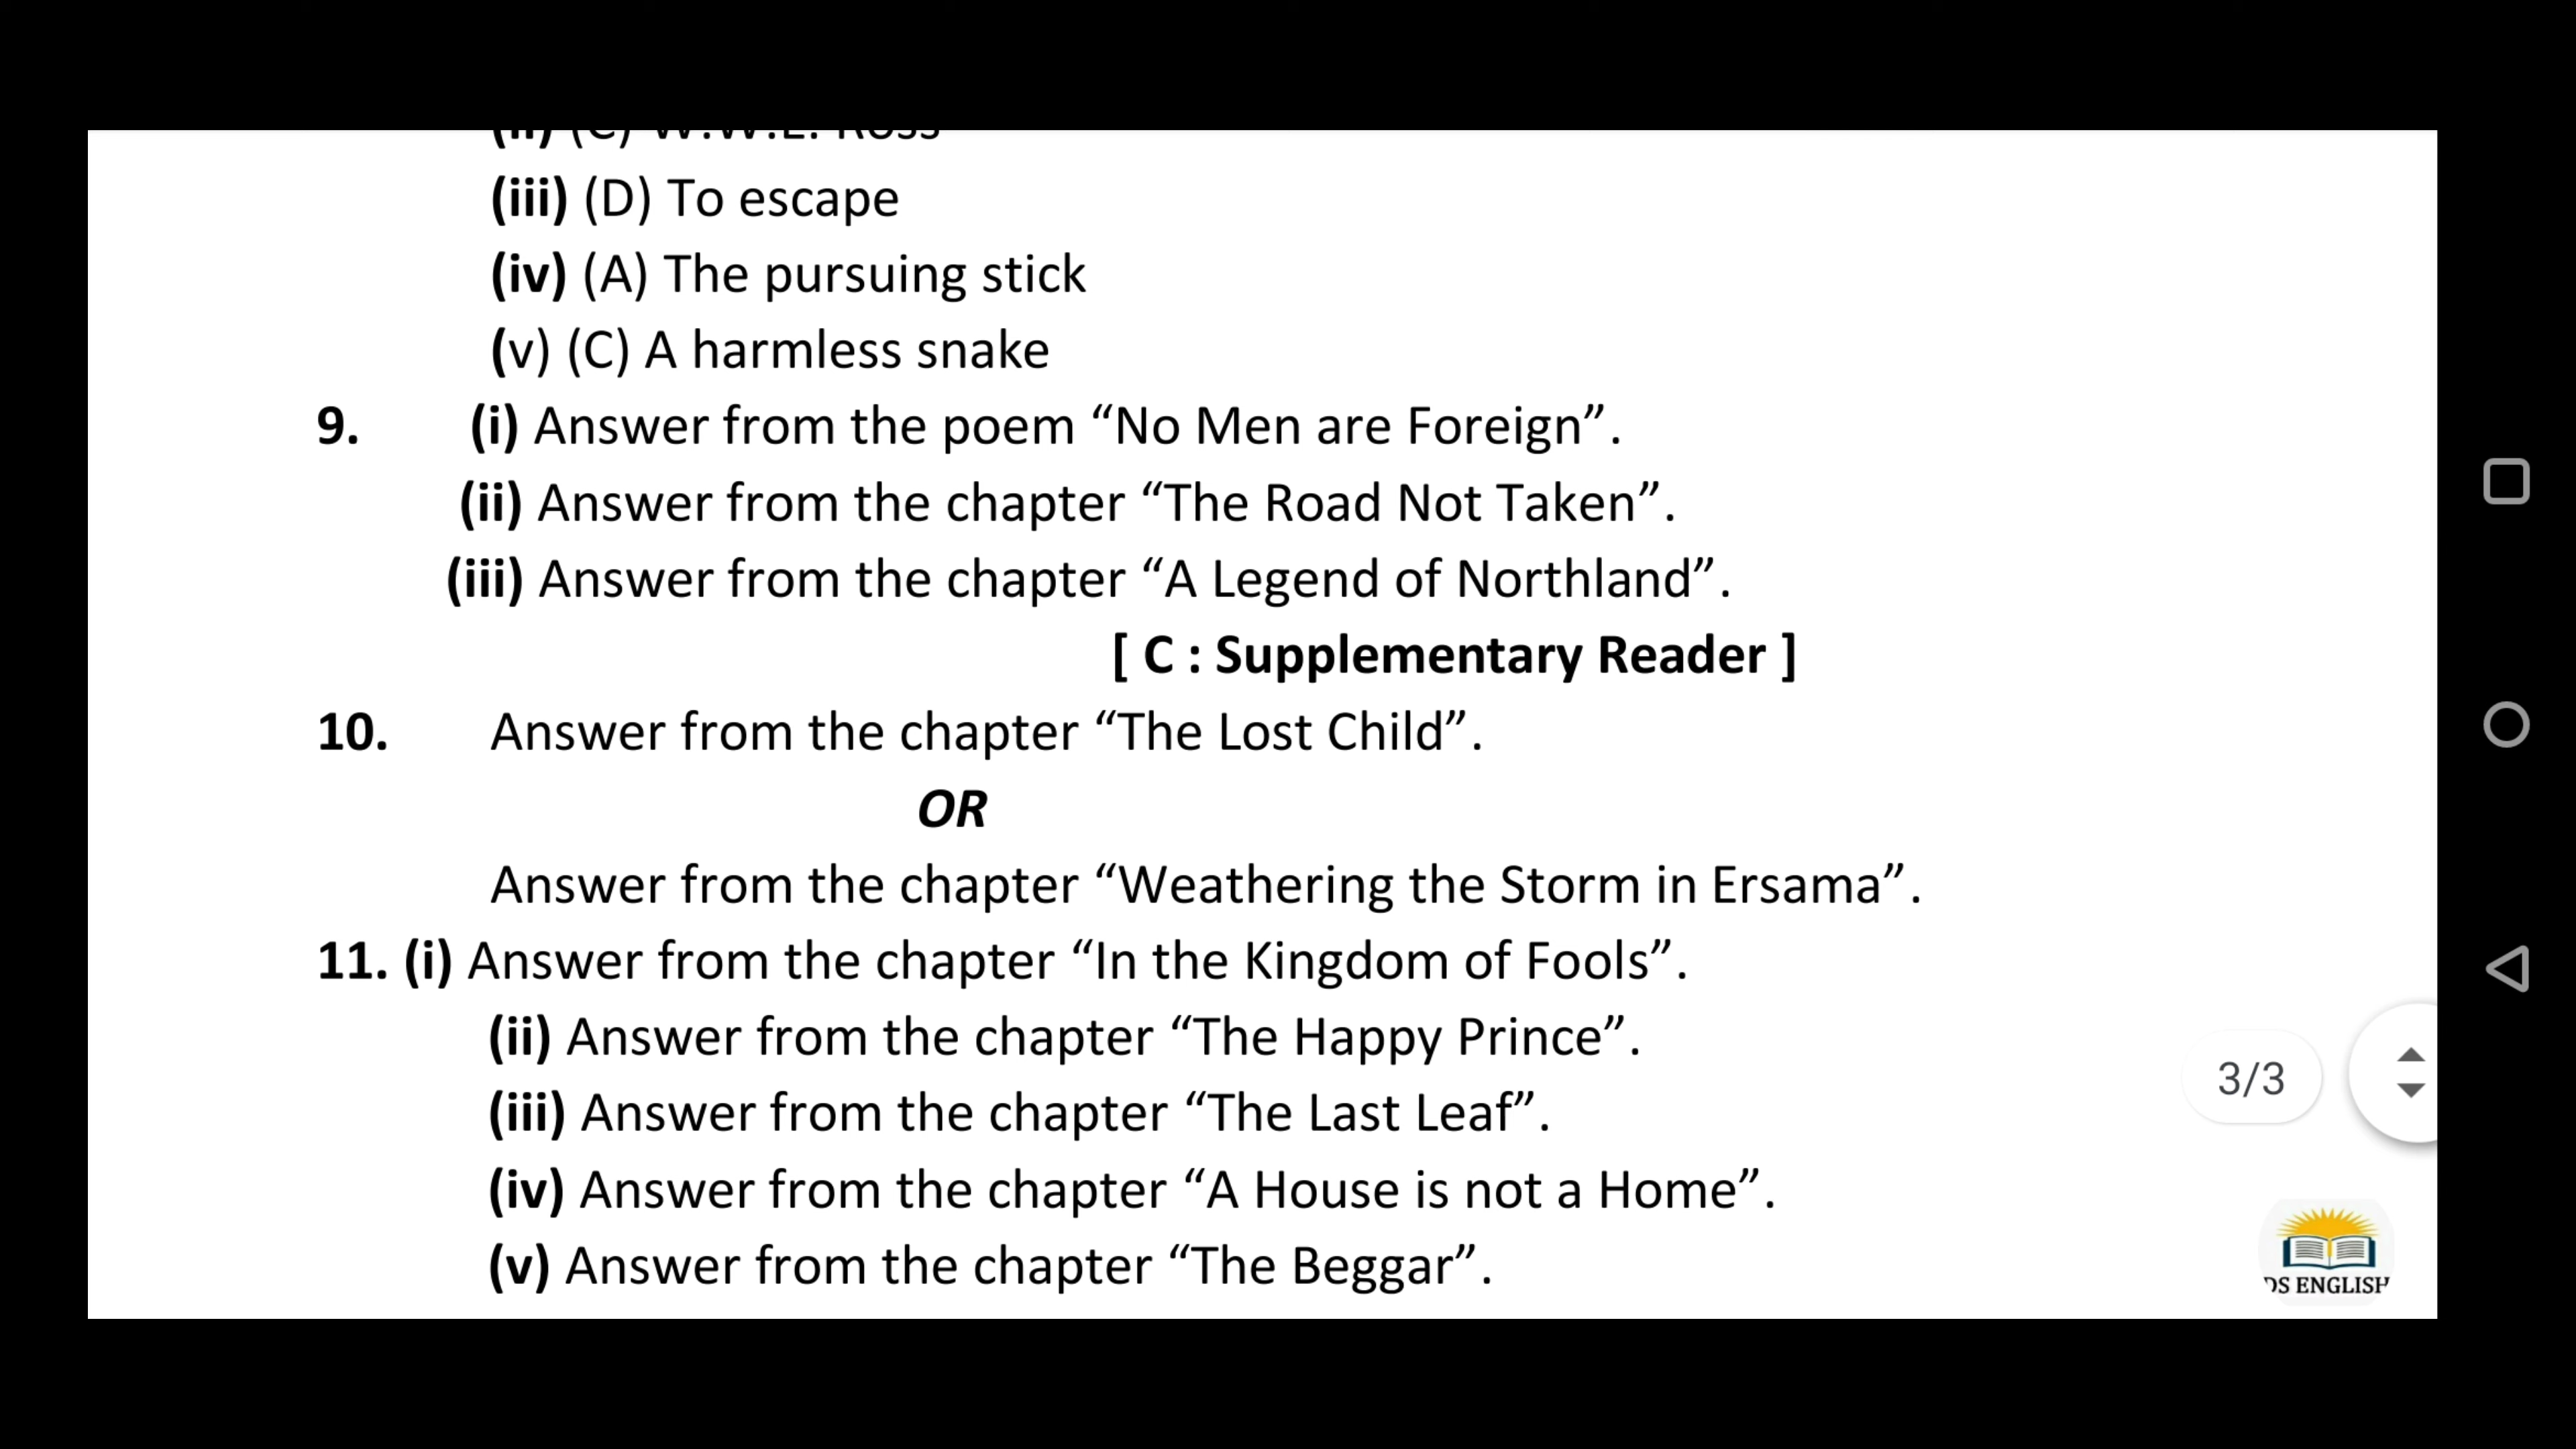 (ii) (C) W.W.E. Ross
(iii) (D) To escape
(iv) (A) The pursuing stick
(v) (C) A harmless snake
9. (i) Answer from the poem “No Men are Foreign”.
(ii) Answer from the chapter “The Road Not Taken”.
(iii) Answer from the chapter “A Legend of Northland”.
[ C : Supplementary Reader ]
10. Answer from the chapter “The Lost Child”.
OR
Answer from the chapter “Weathering the Storm in Ersama”.
11. (i) Answer from the chapter “In the Kingdom of Fools”.
(ii) Answer from the chapter “The Happy Prince”.
(iii) Answer from the chapter “The Last Leaf”.
(iv) Answer from the chapter “A House is not a Home”.
(v) Answer from the chapter “The Beggar”.
3/3
DS ENGLISH